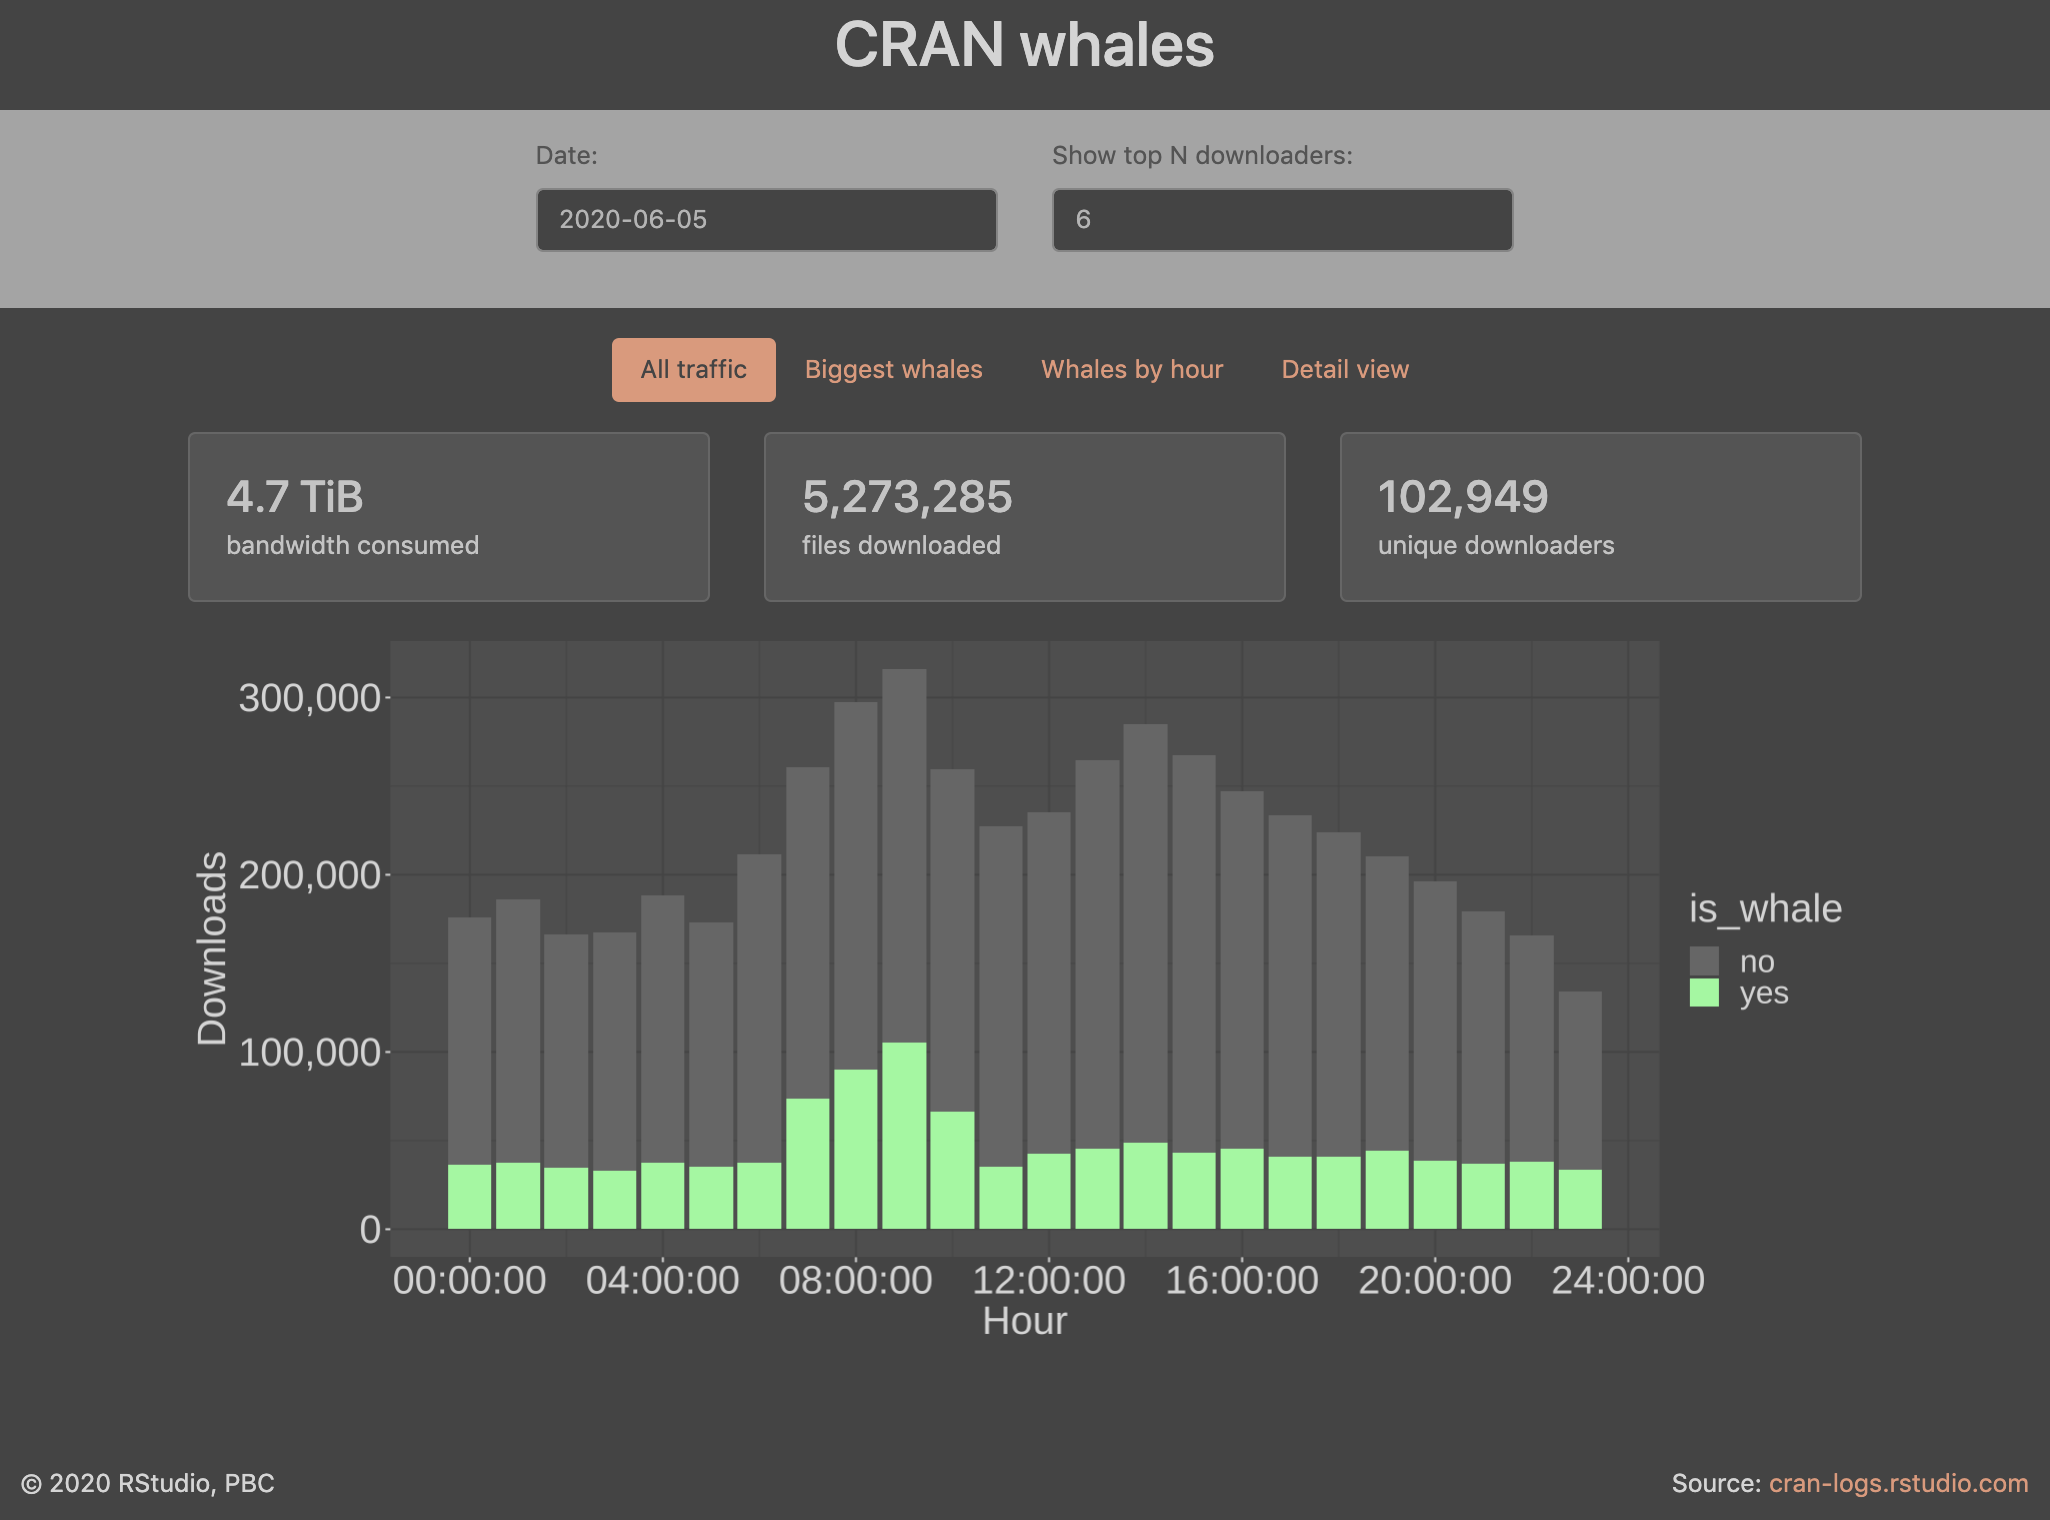 CRAN whales
Date:
Show top N downloaders:
2020-06-05
6
All traffic
Biggest whales
Whales by hour
Detail view
4.7 TiB
bandwidth consumed
5,273,285
files downloaded
102,949
unique downloaders
Downloads
300,000
200,000
100,000
0
00:00:00
04:00:00
08:00:00
12:00:00
16:00:00
20:00:00
24:00:00
Hour
is_whale
no
yes
© 2020 RStudio, PBC
Source: cran-logs.rstudio.com